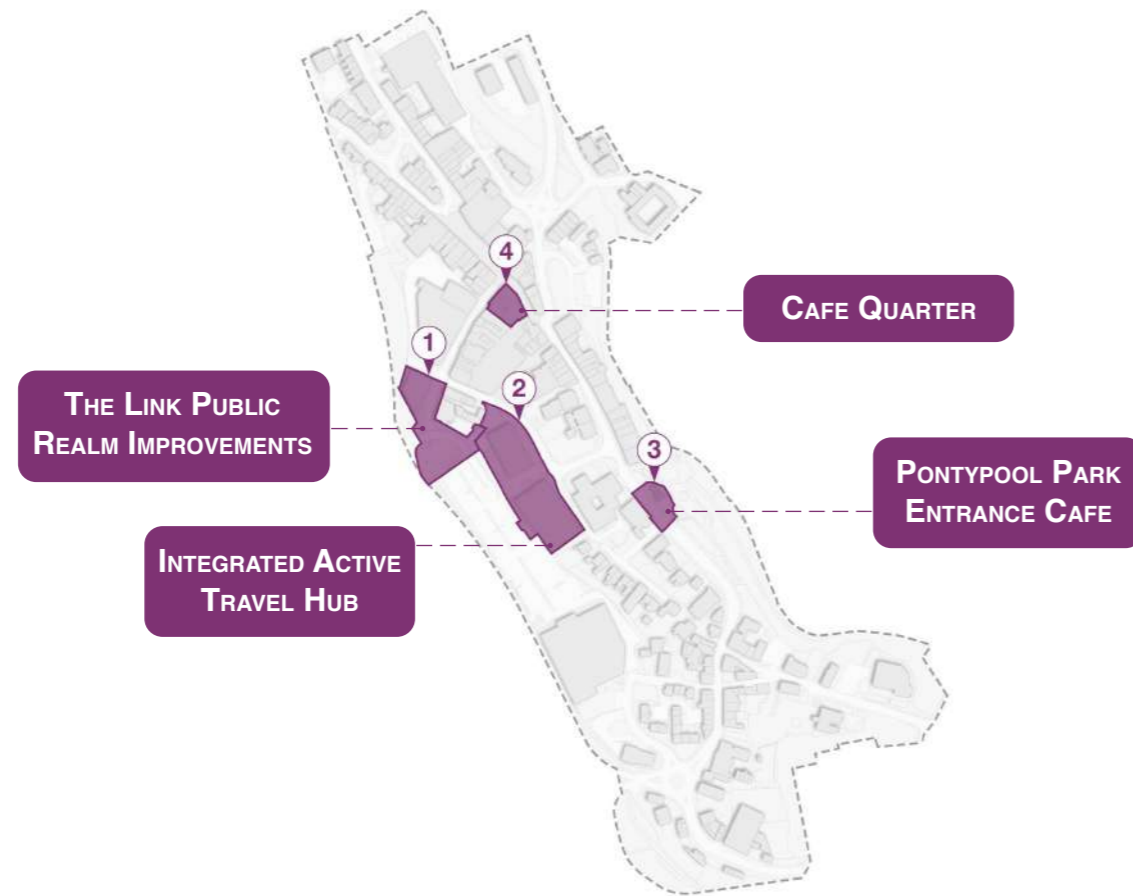 4
Cafe Quarter
1
The Link Public
Realm Improvements
2
3
Pontypool Park
Entrance Cafe
Integrated Active
Travel Hub